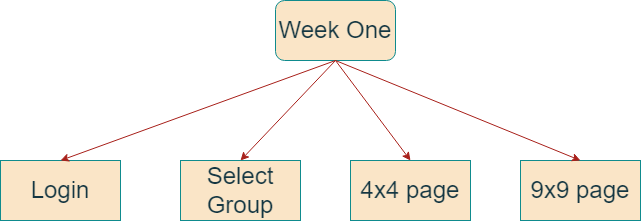 Week One
Login
Select
Group
4x4 page
9x9 page